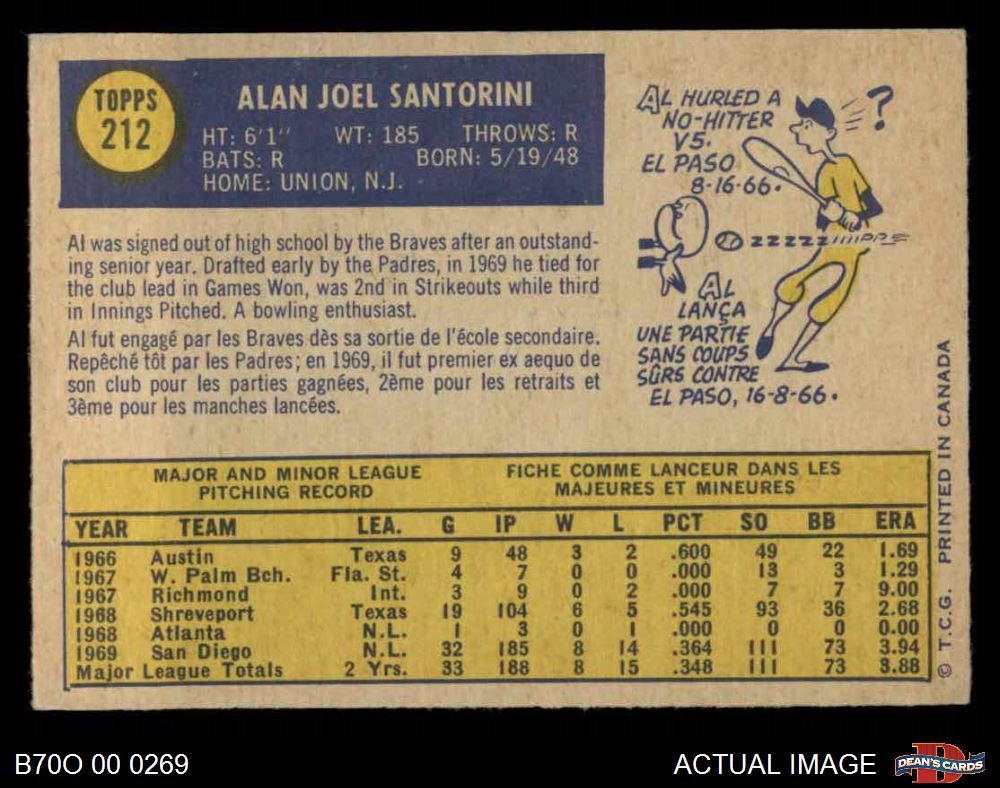 TOPPS
212
ALAN JOEL SANTORINI
HT: 6'1" WT: 185 THROWS: R
BATS: R BORN: 5/19/48
HOME: UNION, N.J.
Al was signed out of high school by the Braves after an outstand-
ing senior year. Drafted early by the Padres, in 1969 he tied for
the club lead in Games Won, was 2nd in Strikeouts while third
in Innings Pitched. A bowling enthusiast.
Al fut engagé par les Braves dès sa sortie de l'école secondaire.
Repêché tôt par les Padres; en 1969, il fut premier ex aequo de
son club pour les parties gagnées, 2ème pour les retraits et
3ème pour les manches lancées.
AL HURLED A
NO-HITTER
VS.
EL PASO
8-16-66.
?
ZZZZZIIIIPPP
AL
LANÇA
UNE PARTIE
SANS COUPS
SÛRS CONTRE
EL PASO, 16-8-66.
MAJOR AND MINOR LEAGUE
PITCHING RECORD
FICHE COMME LANCEUR DANS LES
MAJEURES ET MINEURES
YEAR TEAM LEA. G IP W L PCT SO BB ERA
1966 Austin Texas 9 48 3 2 .600 49 22 1.69
1967 W. Palm Bch. Fla. St. 4 7 0 0 .000 13 3 1.29
1967 Richmond Int. 3 9 0 2 .000 7 7 9.00
1968 Shreveport Texas 19 104 6 5 .545 93 36 2.68
1968 Atlanta N.L. 1 3 0 1 .000 0 0 0.00
1969 San Diego N.L. 32 185 8 14 .364 111 73 3.94
Major League Totals 2 Yrs. 33 188 8 15 .348 111 73 3.88
© T.C.G. PRINTED IN CANADA
B70O 00 0269
ACTUAL IMAGE
DEAN'S CARDS